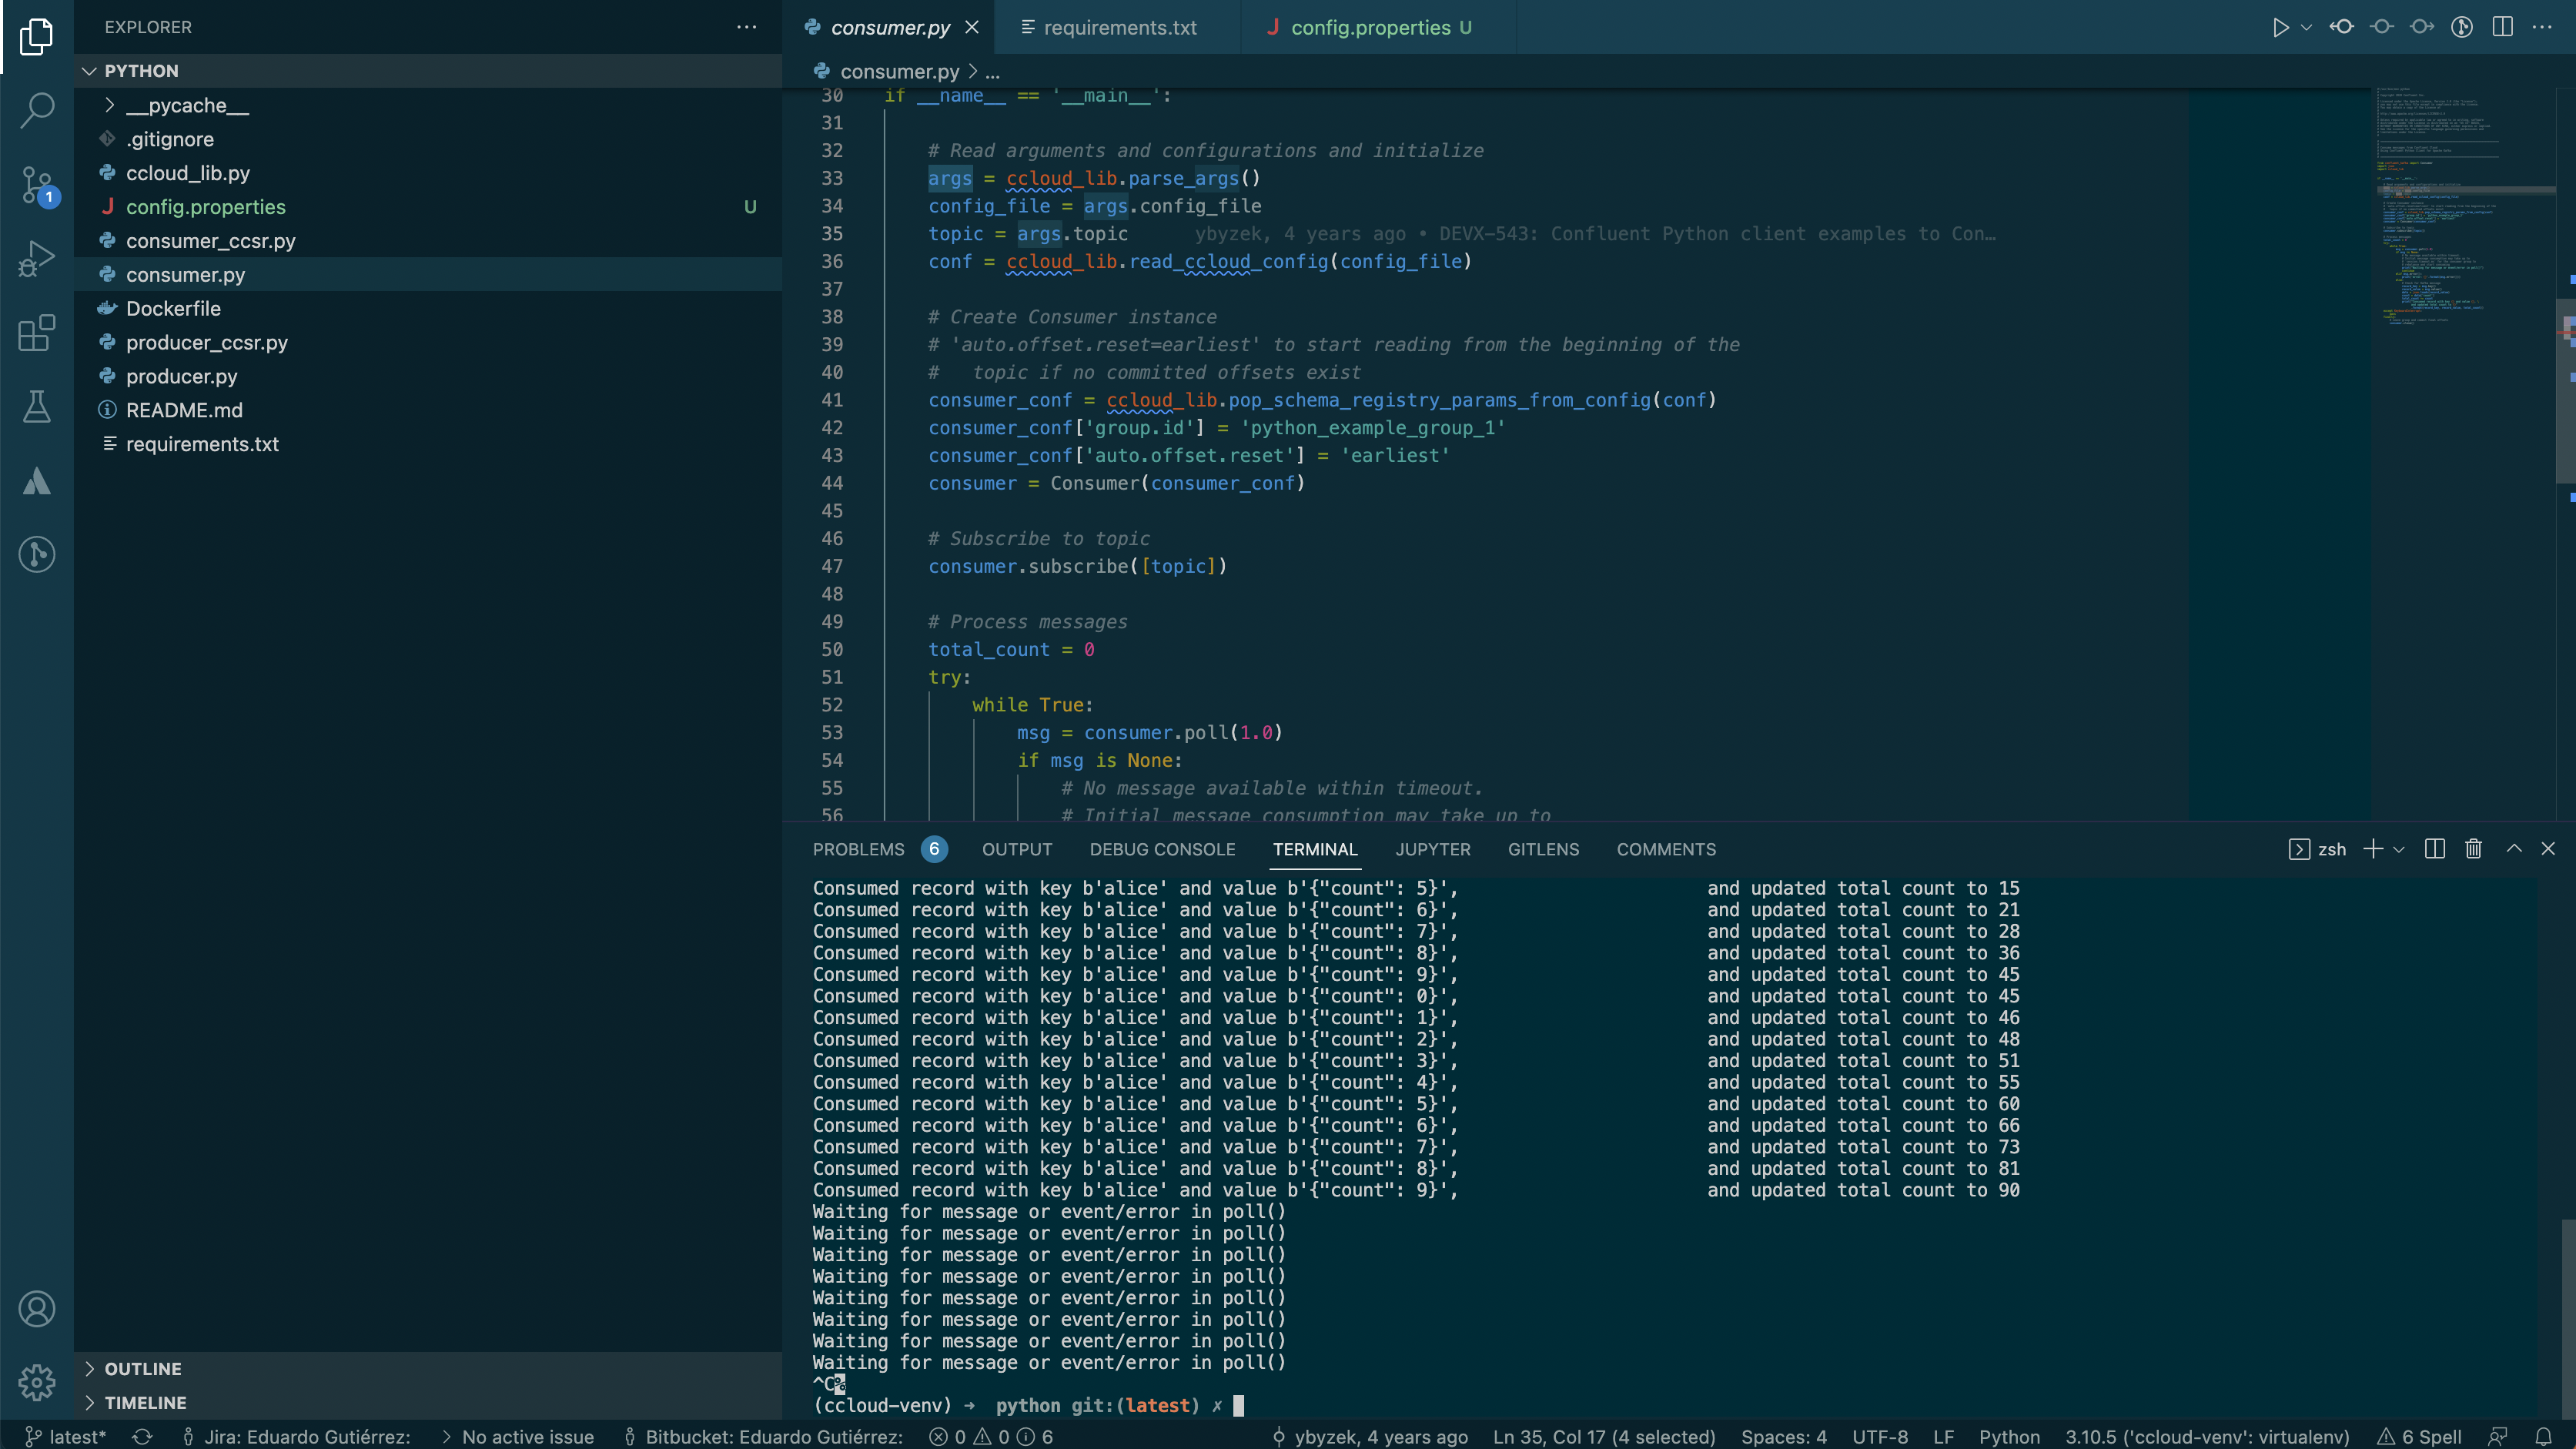 EXPLORER
PYTHON
__pycache__
.gitignore
ccloud_lib.py
config.properties U
consumer_ccsr.py
consumer.py
Dockerfile
producer_ccsr.py
producer.py
README.md
requirements.txt
OUTLINE
TIMELINE
1
consumer.py
requirements.txt
config.properties U
consumer.py > ...
30 if __name__ == '__main__':
31
32 # Read arguments and configurations and initialize
33 args = ccloud_lib.parse_args()
34 config_file = args.config_file
35 topic = args.topic ybyzek, 4 years ago • DEVX-543: Confluent Python client examples to Con…
36 conf = ccloud_lib.read_ccloud_config(config_file)
37
38 # Create Consumer instance
39 # 'auto.offset.reset=earliest' to start reading from the beginning of the
40 #   topic if no committed offsets exist
41 consumer_conf = ccloud_lib.pop_schema_registry_params_from_config(conf)
42 consumer_conf['group.id'] = 'python_example_group_1'
43 consumer_conf['auto.offset.reset'] = 'earliest'
44 consumer = Consumer(consumer_conf)
45
46 # Subscribe to topic
47 consumer.subscribe([topic])
48
49 # Process messages
50 total_count = 0
51 try:
52 while True:
53 msg = consumer.poll(1.0)
54 if msg is None:
55 # No message available within timeout.
56 # Initial message consumption may take up to
PROBLEMS 6 OUTPUT DEBUG CONSOLE TERMINAL JUPYTER GITLENS COMMENTS zsh
Consumed record with key b'alice' and value b'{"count": 5}', and updated total count to 15
Consumed record with key b'alice' and value b'{"count": 6}', and updated total count to 21
Consumed record with key b'alice' and value b'{"count": 7}', and updated total count to 28
Consumed record with key b'alice' and value b'{"count": 8}', and updated total count to 36
Consumed record with key b'alice' and value b'{"count": 9}', and updated total count to 45
Consumed record with key b'alice' and value b'{"count": 0}', and updated total count to 45
Consumed record with key b'alice' and value b'{"count": 1}', and updated total count to 46
Consumed record with key b'alice' and value b'{"count": 2}', and updated total count to 48
Consumed record with key b'alice' and value b'{"count": 3}', and updated total count to 51
Consumed record with key b'alice' and value b'{"count": 4}', and updated total count to 55
Consumed record with key b'alice' and value b'{"count": 5}', and updated total count to 60
Consumed record with key b'alice' and value b'{"count": 6}', and updated total count to 66
Consumed record with key b'alice' and value b'{"count": 7}', and updated total count to 73
Consumed record with key b'alice' and value b'{"count": 8}', and updated total count to 81
Consumed record with key b'alice' and value b'{"count": 9}', and updated total count to 90
Waiting for message or event/error in poll()
Waiting for message or event/error in poll()
Waiting for message or event/error in poll()
Waiting for message or event/error in poll()
Waiting for message or event/error in poll()
Waiting for message or event/error in poll()
Waiting for message or event/error in poll()
Waiting for message or event/error in poll()
^C%
(ccloud-venv) → python git:(latest) ✗
latest* Jira: Eduardo Gutiérrez: No active issue Bitbucket: Eduardo Gutiérrez: 0 0 6 ybyzek, 4 years ago Ln 35, Col 17 (4 selected) Spaces: 4 UTF-8 LF Python 3.10.5 ('ccloud-venv': virtualenv) 6 Spell